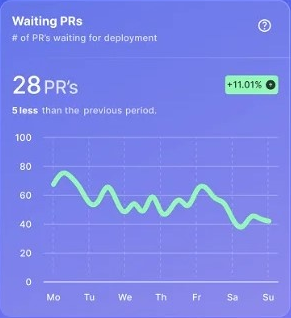 Waiting PRs
# of PR's waiting for deployment
28 PR's
+11.01%
5 less than the previous period.
100
80
60
40
20
0
Mo Tu We Th Fr Sa Su